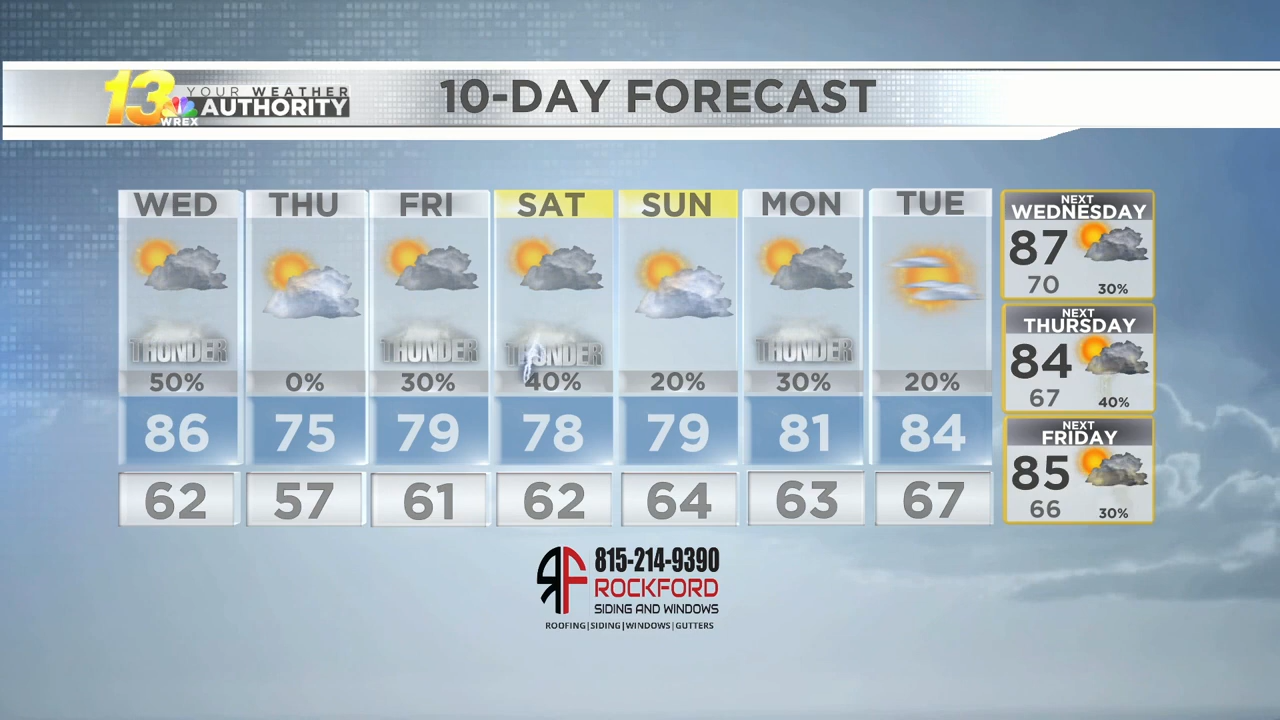 13 WREX
YOUR WEATHER
AUTHORITY
10-DAY FORECAST
WED THU FRI SAT SUN MON TUE
THUNDER THUNDER THUNDER THUNDER
50% 0% 30% 40% 20% 30% 20%
86 75 79 78 79 81 84
62 57 61 62 64 63 67
NEXT
WEDNESDAY
87
70 30%
NEXT
THURSDAY
84
67 40%
NEXT
FRIDAY
85
66 30%
815-214-9390
ROCKFORD
SIDING AND WINDOWS
ROOFING|SIDING|WINDOWS|GUTTERS